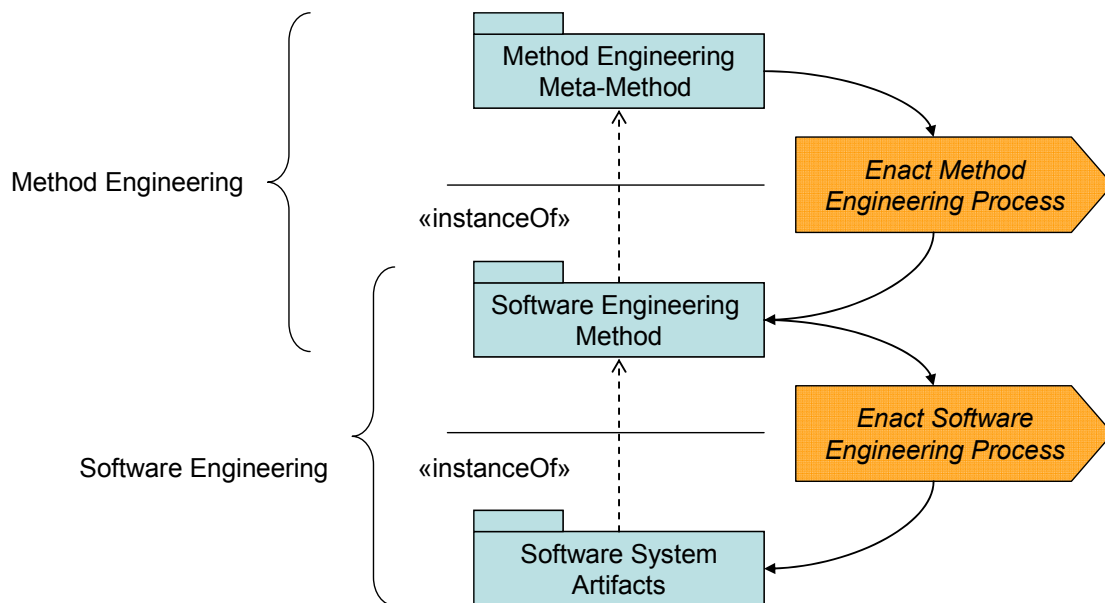 Method Engineering
Meta-Method
Enact Method
Engineering Process
Method Engineering
«instanceOf»
Software Engineering
Method
Enact Software
Engineering Process
Software Engineering
«instanceOf»
Software System
Artifacts